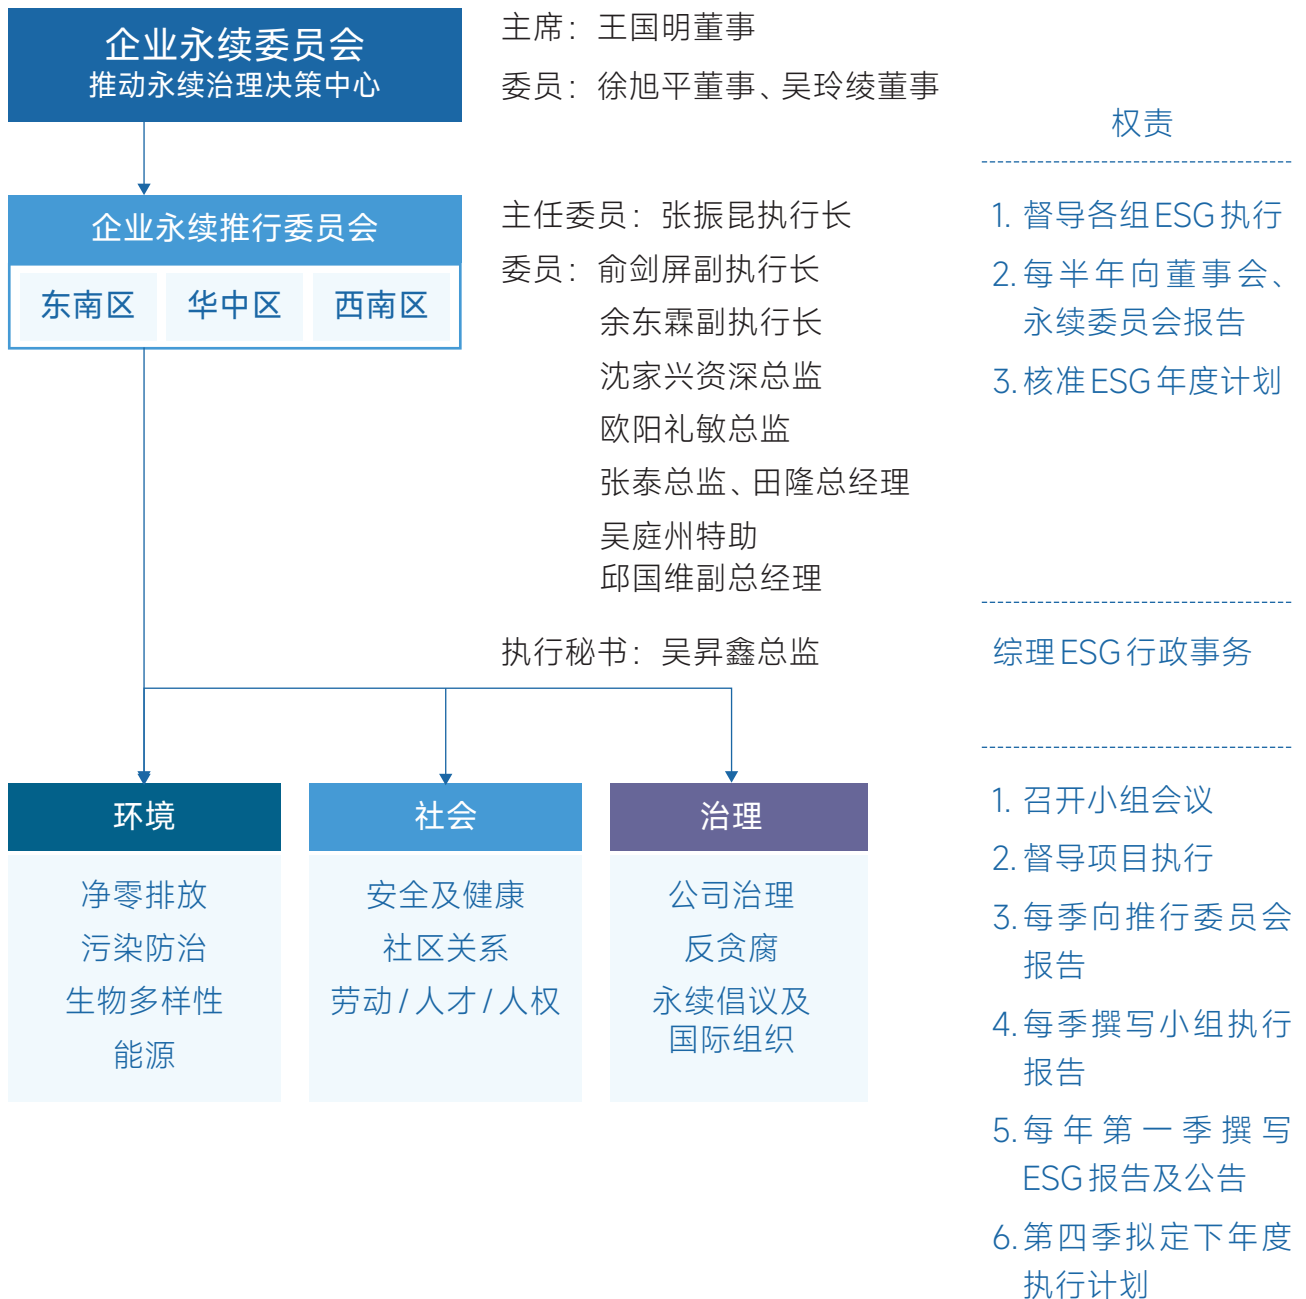 企业永续委员会
推动永续治理决策中心
主席：王国明董事
委员：徐旭平董事、吴玲绫董事
权责
企业永续推行委员会
东南区
华中区
西南区
主任委员：张振昆执行长
委员：俞剑屏副执行长
余东霖副执行长
沈家兴资深总监
欧阳礼敏总监
张泰总监、田隆总经理
吴庭州特助
邱国维副总经理
1. 督导各组ESG执行
2. 每半年向董事会、
永续委员会报告
3. 核准ESG年度计划
执行秘书：吴昇鑫总监
综理ESG行政事务
环境
净零排放
污染防治
生物多样性
能源
社会
安全及健康
社区关系
劳动/人才/人权
治理
公司治理
反贪腐
永续倡议及
国际组织
1. 召开小组会议
2. 督导项目执行
3. 每季向推行委员会
报告
4. 每季撰写小组执行
报告
5. 每年第一季撰写
ESG报告及公告
6. 第四季拟定下年度
执行计划